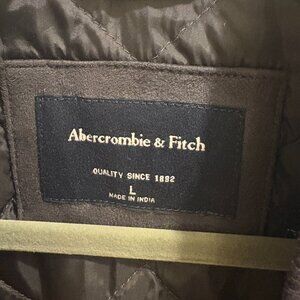 Abercrombie & Fitch
QUALITY SINCE 1892
L
MADE IN INDIA